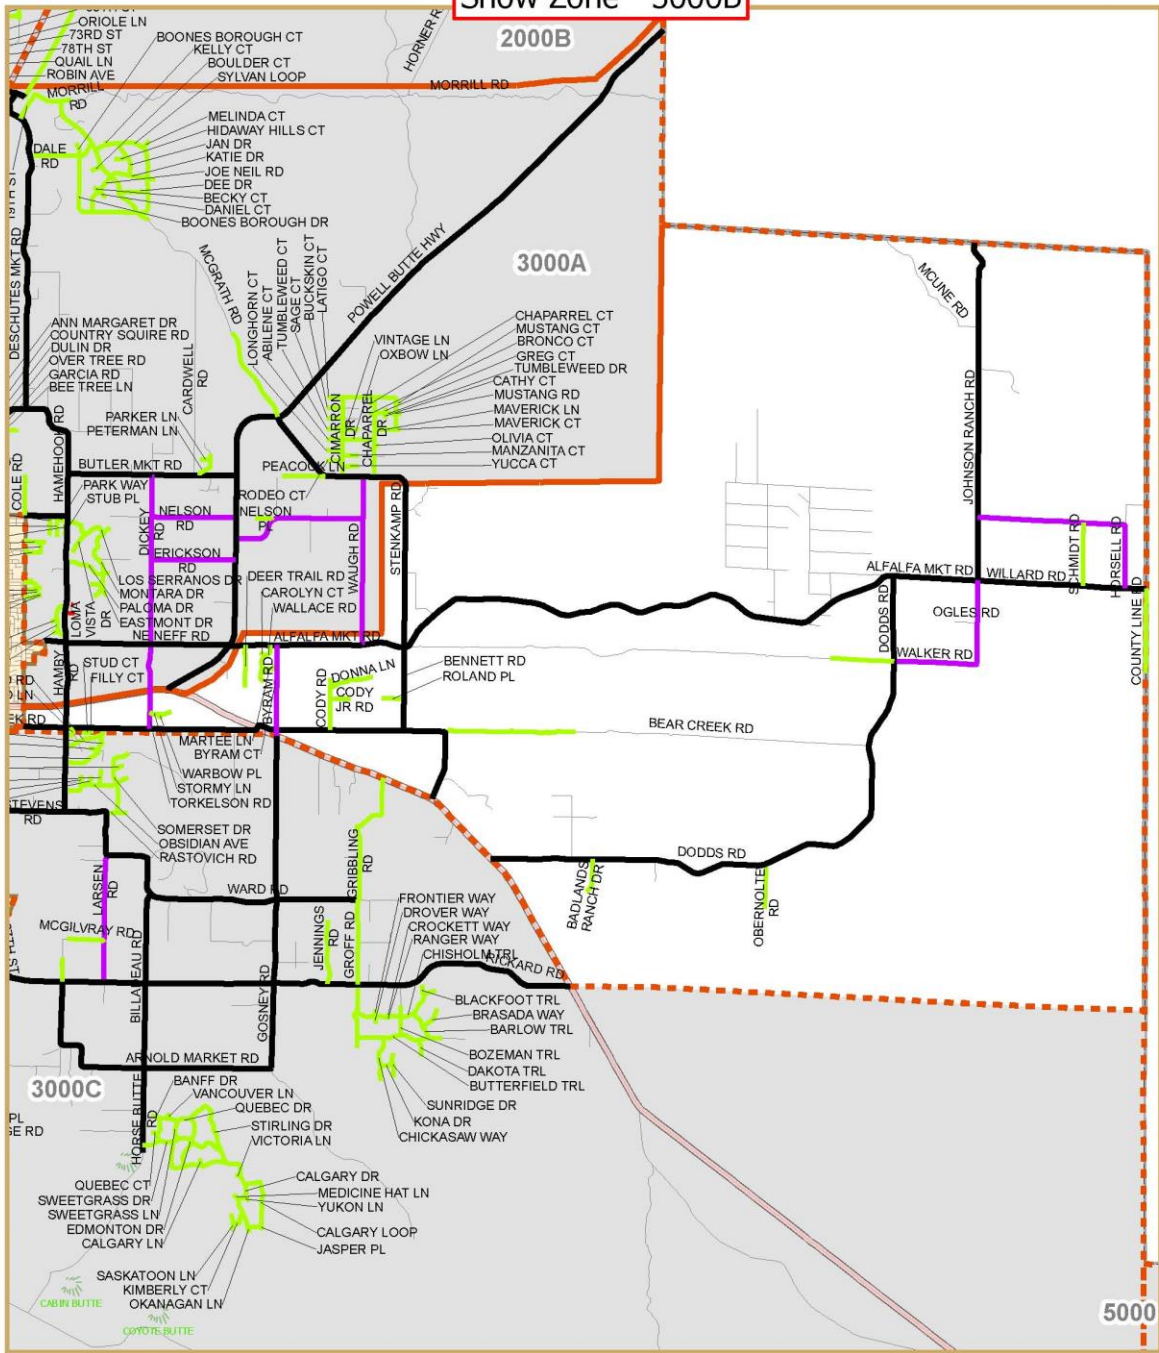 Snow Zone - 3000B
ORIOLE LN
73RD ST
78TH ST
QUAIL LN
ROBIN AVE
MORRILL
RD
BOONES BOROUGH CT
KELLY CT
BOULDER CT
SYLVAN LOOP
2000B
HORNER R
MORRILL RD
MELINDA CT
HIDAWAY HILLS CT
JAN DR
KATIE DR
JOE NEIL RD
DEE DR
BECKY CT
DANIEL CT
BOONES BOROUGH DR
DALE
RD
19TH ST
DESCHUTES MKT RD
MCGRATH RD
3000A
POWELL BUTTE HWY
LONGHORN CT
ABILENE CT
TUMBLEWEED CT
SAGE CT
BUCKSKIN CT
LATIGO CT
MCUNE RD
ANN MARGARET DR
COUNTRY SQUIRE RD
DULIN DR
OVER TREE RD
GARCIA RD
BEE TREE LN
CARDWELL
RD
VINTAGE LN
OXBOW LN
CHAPARREL CT
MUSTANG CT
BRONCO CT
GREG CT
TUMBLEWEED DR
CATHY CT
MUSTANG RD
MAVERICK LN
MAVERICK CT
OLIVIA CT
MANZANITA CT
YUCCA CT
CIMARRON
DR
CHAPARREL
DR
JOHNSON RANCH RD
PARKER LN
PETERMAN LN
HAMEHOOK RD
COLE RD
BUTLER MKT RD
PEACOCK LN
PARK WAY
STUB PL
RODEO CT
NELSON
RD
NELSON
PL
DICKEY
RD
ERICKSON
RD
WAUGH RD
STENKAMP RD
LOS SERRANOS DR
MONTARA DR
PALOMA DR
EASTMONT DR
NEFF RD
LOMA
VISTA
DR
DEER TRAIL RD
CAROLYN CT
WALLACE RD
ALFALFA MKT RD
ALFALFA MKT RD
WILLARD RD
SCHMIDT RD
HORSELL RD
OGLES RD
DODDS RD
WALKER RD
COUNTY LINE RD
HAMBY
RD
STUD CT
FILLY CT
BYRAM RD
CODY RD
DONNA LN
CODY
JR RD
BENNETT RD
ROLAND PL
BEAR CREEK RD
EK RD
MARTEE LN
BYRAM CT
WARBOW PL
STORMY LN
TORKELSON RD
STEVENS
RD
SOMERSET DR
OBSIDIAN AVE
RASTOVICH RD
DODDS RD
GRIBBLING
RD
LARSEN
RD
WARD RD
BADLANDS
RANCH DR
OBERNOLTE
RD
MCGILVRAY RD
BILLADEAU RD
JENNINGS
RD
GROFF RD
FRONTIER WAY
DROVER WAY
CROCKETT WAY
RANGER WAY
CHISHOLM TRL
RICKARD RD
GOSNEY RD
BLACKFOOT TRL
BRASADA WAY
BARLOW TRL
BOZEMAN TRL
DAKOTA TRL
BUTTERFIELD TRL
SUNRIDGE DR
KONA DR
CHICKASAW WAY
ARNOLD MARKET RD
3000C
HORSE BUTTE
RD
BANFF DR
VANCOUVER LN
QUEBEC DR
STIRLING DR
VICTORIA LN
PL
GE RD
QUEBEC CT
SWEETGRASS DR
SWEETGRASS LN
EDMONTON DR
CALGARY LN
CALGARY DR
MEDICINE HAT LN
YUKON LN
CALGARY LOOP
JASPER PL
SASKATOON LN
KIMBERLY CT
OKANAGAN LN
CABIN BUTTE
COYOTE BUTTE
5000